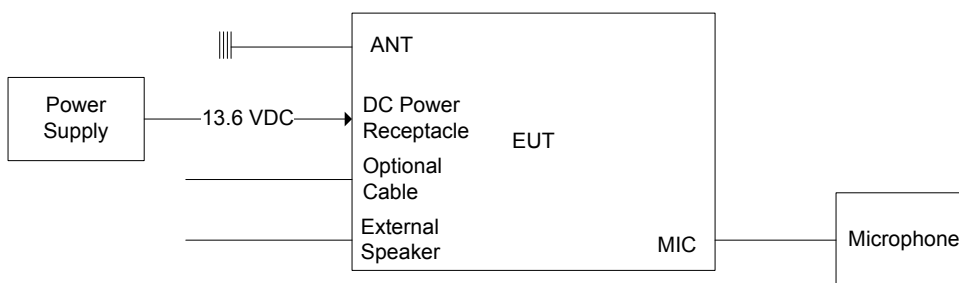 ANT
Power
Supply
13.6 VDC
DC Power
Receptacle
EUT
Optional
Cable
External
Speaker
MIC
Microphone